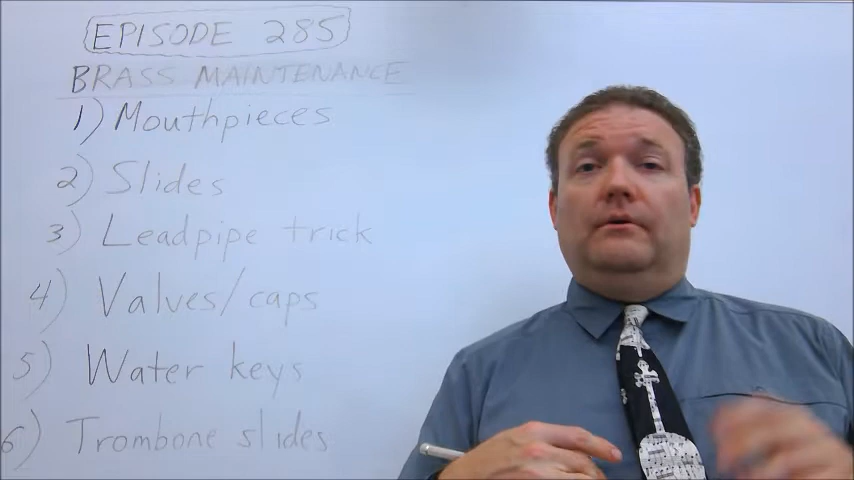 EPISODE 285
BRASS MAINTENANCE
1) Mouthpieces
2) Slides
3) Leadpipe trick
4) Valves/caps
5) Water keys
6) Trombone slides